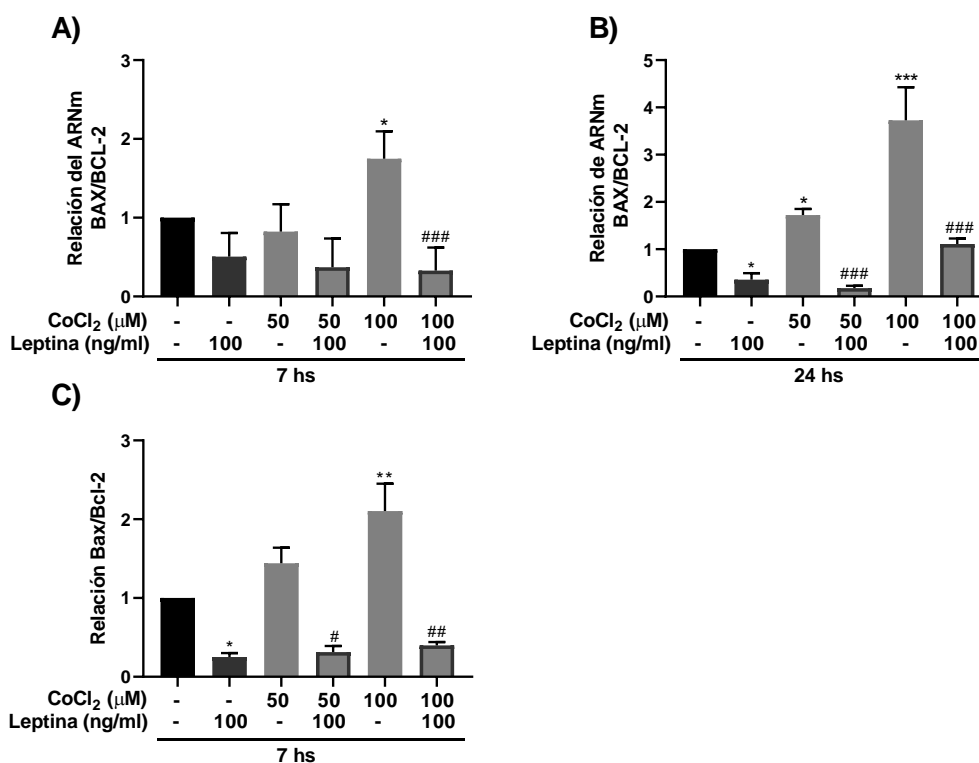 A)
Relación del ARNm
BAX/BCL-2
3
2
1
0
*
###
CoCl2 (μM) - - 50 50 100 100
Leptina (ng/ml) - 100 - 100 - 100
7 hs
B)
Relación de ARNm
BAX/BCL-2
5
4
3
2
1
0
*
*
###
***
###
CoCl2 (μM) - - 50 50 100 100
Leptina (ng/ml) - 100 - 100 - 100
24 hs
C)
Relación Bax/Bcl-2
3
2
1
0
*
#
**
##
CoCl2 (μM) - - 50 50 100 100
Leptina (ng/ml) - 100 - 100 - 100
7 hs